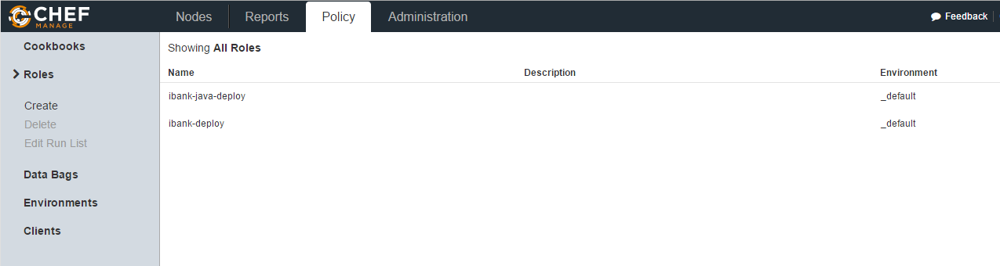 CHEF
MANAGE
Nodes Reports Policy Administration Feedback
Cookbooks
Roles
Create
Delete
Edit Run List
Data Bags
Environments
Clients
Showing All Roles
Name Description Environment
ibank-java-deploy _default
ibank-deploy _default